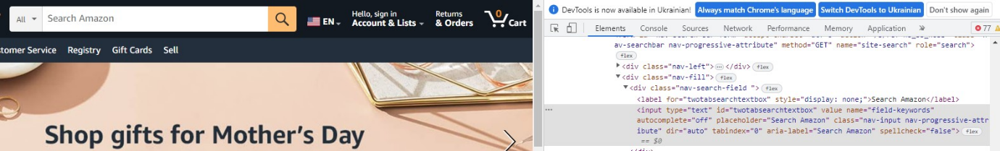 All
Search Amazon
EN
Hello, sign in
Account & Lists
Returns
& Orders
0
Cart
stomer Service Registry Gift Cards Sell
Shop gifts for Mother's Day
DevTools is now available in Ukrainian! Always match Chrome's language Switch DevTools to Ukrainian Don't show again
Elements Console Sources Network Performance Memory Application » 77
av-searchbar nav-progressive-attribute" method="GET" name="site-search" role="search">
flex
<div class="nav-left">…</div> flex
<div class="nav-fill"> flex
<div class="nav-search-field "> flex
<label for="twotabsearchtextbox" style="display: none;">Search Amazon</label>
<input type="text" id="twotabsearchtextbox" value name="field-keywords"
autocomplete="off" placeholder="Search Amazon" class="nav-input nav-progressive-attr
ibute" dir="auto" tabindex="0" aria-label="Search Amazon" spellcheck="false"> flex
== $0
</div>